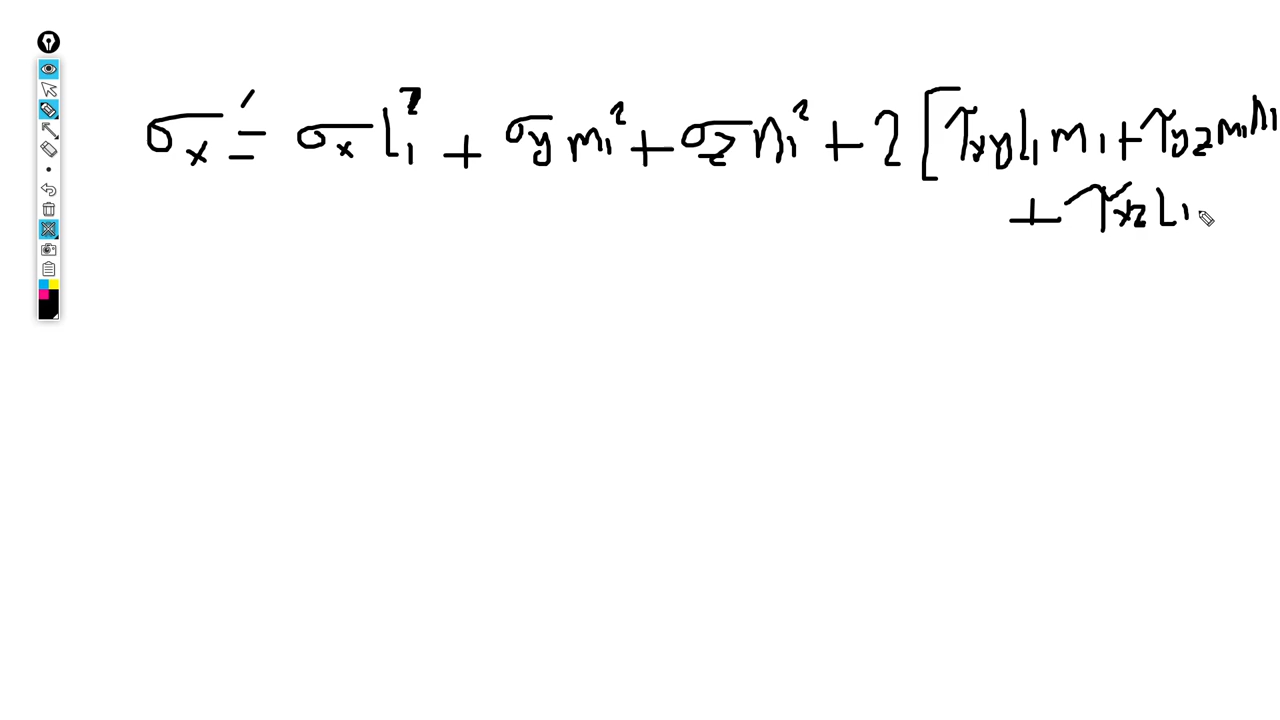 σx' = σx l₁² + σy m₁² + σz n₁² + 2 [τxy l₁ m₁ + τyz m₁ n₁
+ τxz l₁